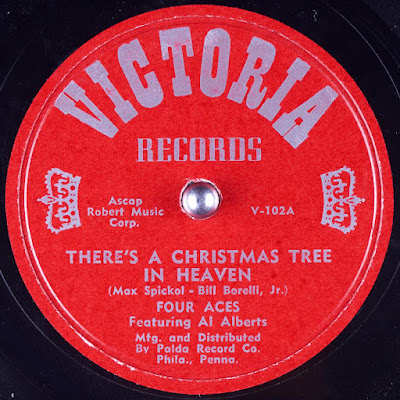 VICTORIA
RECORDS
Ascap
Robert Music
Corp.
V-102A
THERE'S A CHRISTMAS TREE
IN HEAVEN
(Max Spickol - Bill Borelli, Jr.)
FOUR ACES
Featuring Al Alberts
Mfg. and Distributed
By Palda Record Co.
Phila., Penna.